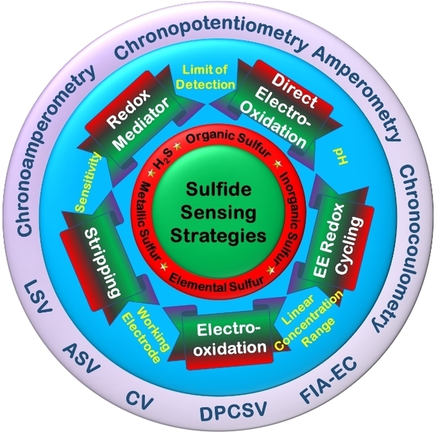 Chronopotentiometry
Amperometry
Chronocoulometry
FIA-EC
DPCSV
CV
ASV
LSV
Chronoamperometry
Limit of
Detection
pH
Linear
Concentration
Range
Working
Electrode
Sensitivity
Direct
Electro-
Oxidation
EE Redox
Cycling
Electro-
oxidation
Stripping
Redox
Mediator
H₂S
Organic Sulfur
Inorganic Sulfur
Elemental Sulfur
Metallic Sulfur
Sulfide
Sensing
Strategies